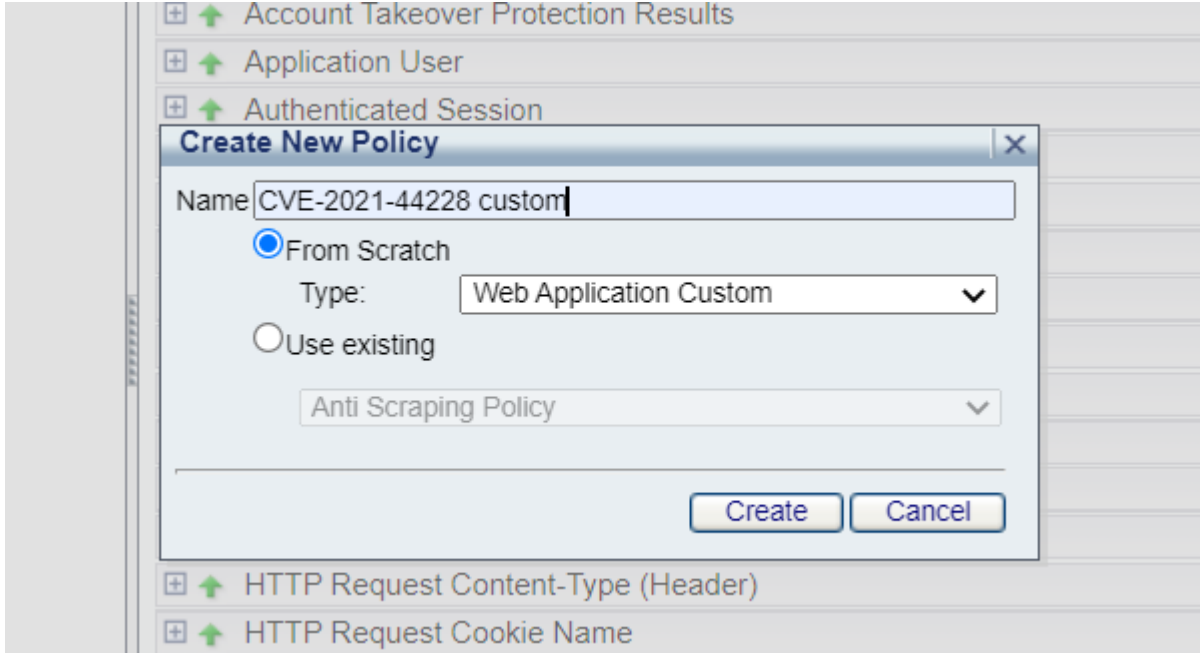 Account Takeover Protection Results
Application User
Authenticated Session
Create New Policy
Name CVE-2021-44228 custom
From Scratch
Type: Web Application Custom
Use existing
Anti Scraping Policy
Create Cancel
HTTP Request Content-Type (Header)
HTTP Request Cookie Name